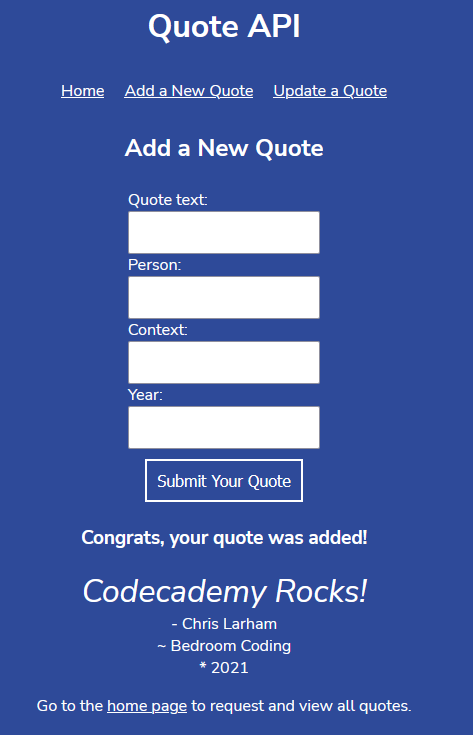 Quote API
Home Add a New Quote Update a Quote
Add a New Quote
Quote text:
Person:
Context:
Year:
Submit Your Quote
Congrats, your quote was added!
Codecademy Rocks!
- Chris Larham
~ Bedroom Coding
* 2021
Go to the home page to request and view all quotes.